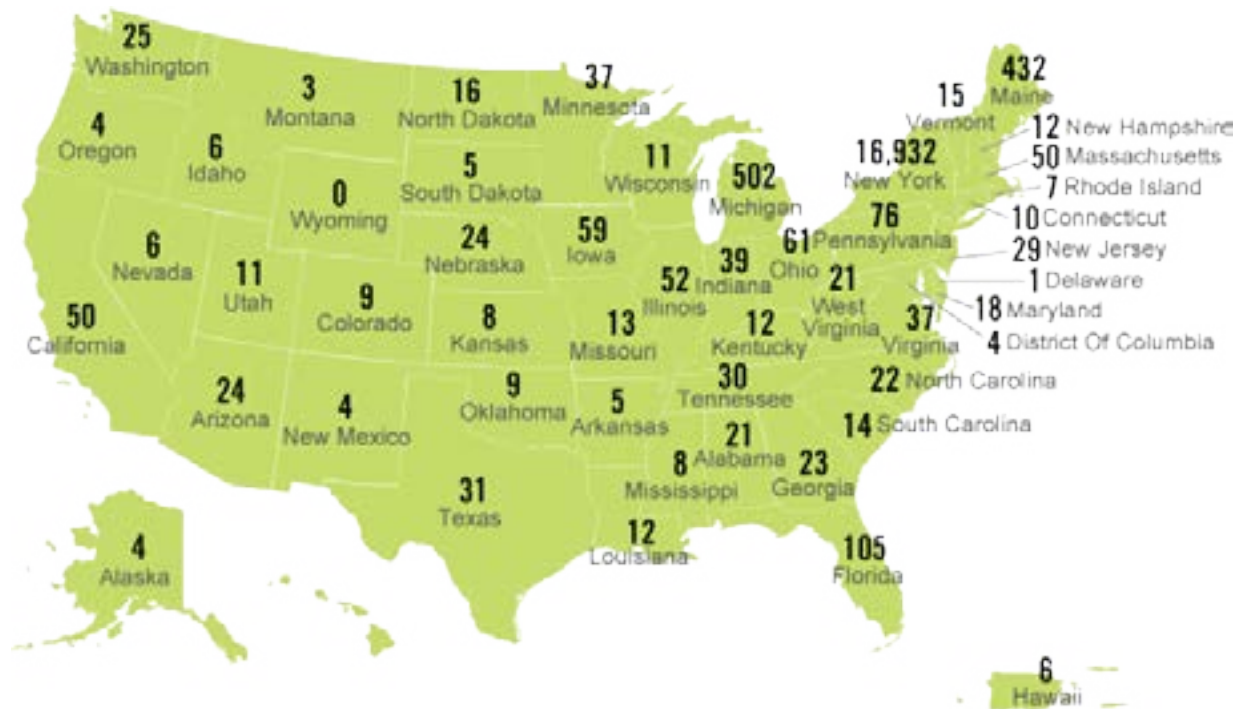 25
Washington
3
Montana
16
North Dakota
37
Minnesota
432
Maine
15
Vermont
12 New Hampshire
4
Oregon
6
Idaho
5
South Dakota
11
Wisconsin
502
Michigan
16,932
New York
50 Massachusetts
7 Rhode Island
0
Wyoming
76
Pennsylvania
10 Connecticut
6
Nevada
11
Utah
24
Nebraska
59
Iowa
61
Ohio
29 New Jersey
39
Indiana
52
Illinois
21
West
Virginia
1 Delaware
50
California
9
Colorado
8
Kansas
13
Missouri
12
Kentucky
37
Virginia
18 Maryland
4 District Of Columbia
24
Arizona
4
New Mexico
9
Oklahoma
5
Arkansas
30
Tennessee
22 North Carolina
14 South Carolina
21
Alabama
8
Mississippi
23
Georgia
31
Texas
12
Louisiana
105
Florida
4
Alaska
6
Hawaii